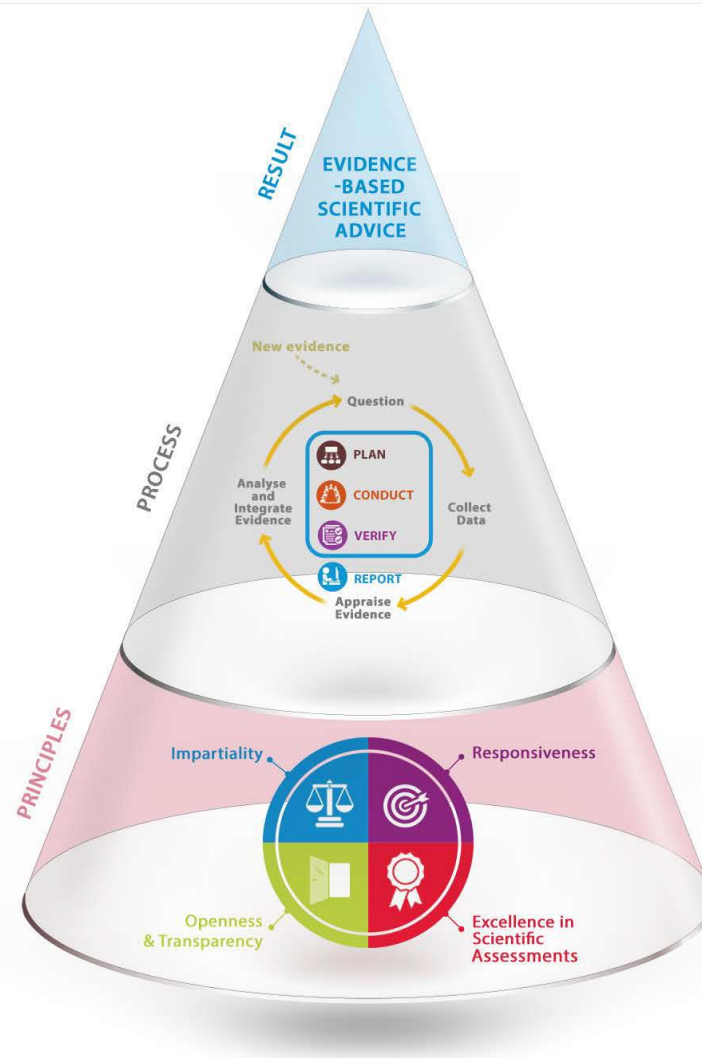 RESULT
EVIDENCE
-BASED
SCIENTIFIC
ADVICE
PROCESS
New evidence
Question
PLAN
CONDUCT
VERIFY
REPORT
Collect
Data
Appraise
Evidence
Analyse
and
Integrate
Evidence
PRINCIPLES
Impartiality
Responsiveness
Openness
& Transparency
Excellence in
Scientific
Assessments